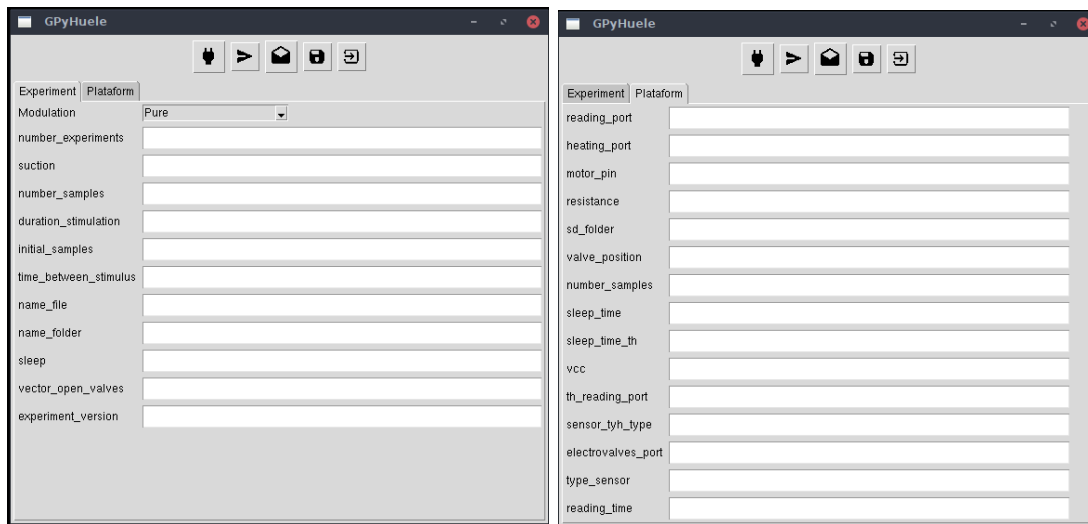 GPyHuele
Experiment Plataform
Modulation Pure
number_experiments
suction
number_samples
duration_stimulation
initial_samples
time_between_stimulus
name_file
name_folder
sleep
vector_open_valves
experiment_version
GPyHuele
Experiment Plataform
reading_port
heating_port
motor_pin
resistance
sd_folder
valve_position
number_samples
sleep_time
sleep_time_th
vcc
th_reading_port
sensor_tyh_type
electrovalves_port
type_sensor
reading_time